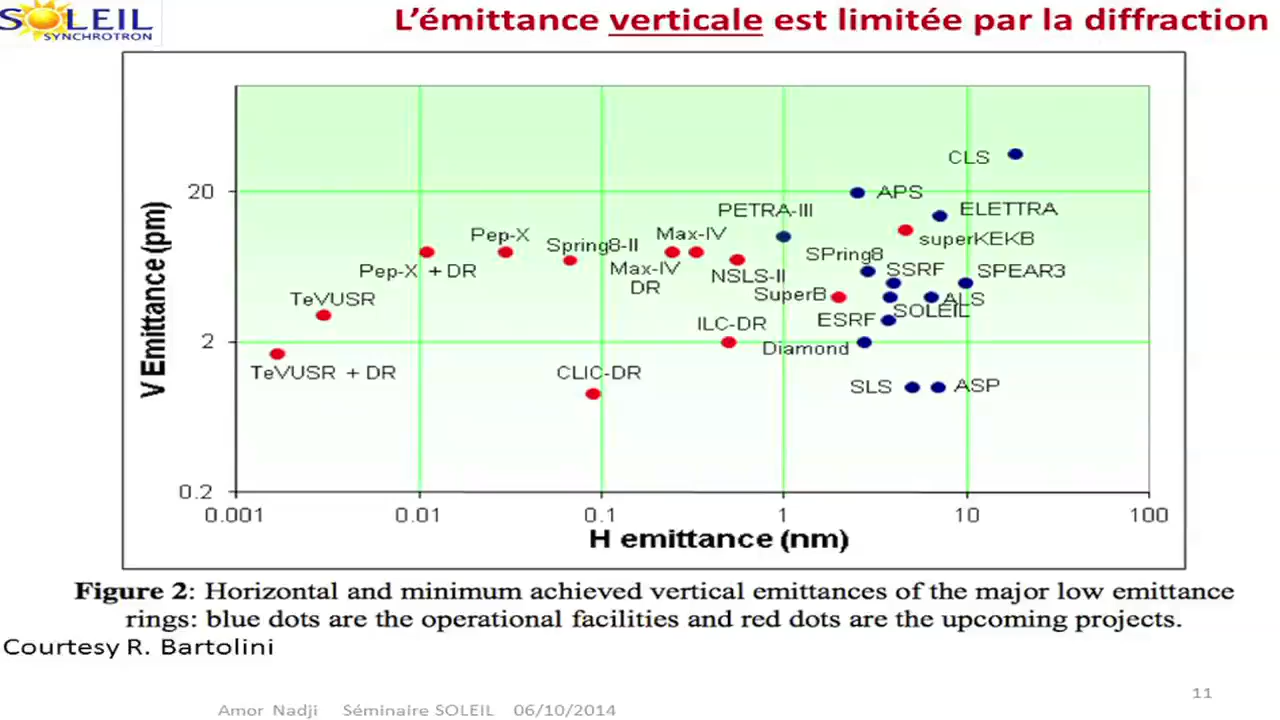 SOLEIL
SYNCHROTRON
L'émittance verticale est limitée par la diffraction
CLS
20
APS
PETRA-III
ELETTRA
Pep-X
Max-IV
superKEKB
Spring8-II
SPring8
Pep-X + DR
Max-IV
DR
NSLS-II
SSRF
SPEAR3
TeVUSR
SuperB
ALS
SOLEIL
ESRF
ILC-DR
2
Diamond
TeVUSR + DR
CLIC-DR
SLS
ASP
0.2
0.001
0.01
0.1
1
10
100
V Emittance (pm)
H emittance (nm)
Figure 2: Horizontal and minimum achieved vertical emittances of the major low emittance
rings: blue dots are the operational facilities and red dots are the upcoming projects.
Courtesy R. Bartolini
11
Amor Nadji Séminaire SOLEIL 06/10/2014